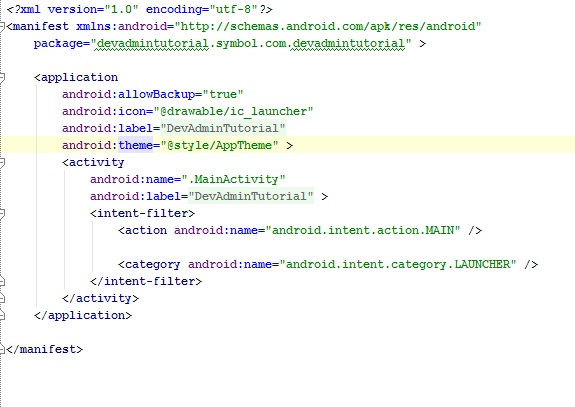 <?xml version="1.0" encoding="utf-8"?>
<manifest xmlns:android="http://schemas.android.com/apk/res/android"
    package="devadmintutorial.symbol.com.devadmintutorial" >

    <application
        android:allowBackup="true"
        android:icon="@drawable/ic_launcher"
        android:label="DevAdminTutorial"
        android:theme="@style/AppTheme" >
        <activity
            android:name=".MainActivity"
            android:label="DevAdminTutorial" >
            <intent-filter>
                <action android:name="android.intent.action.MAIN" />

                <category android:name="android.intent.category.LAUNCHER" />
            </intent-filter>
        </activity>
    </application>

</manifest>